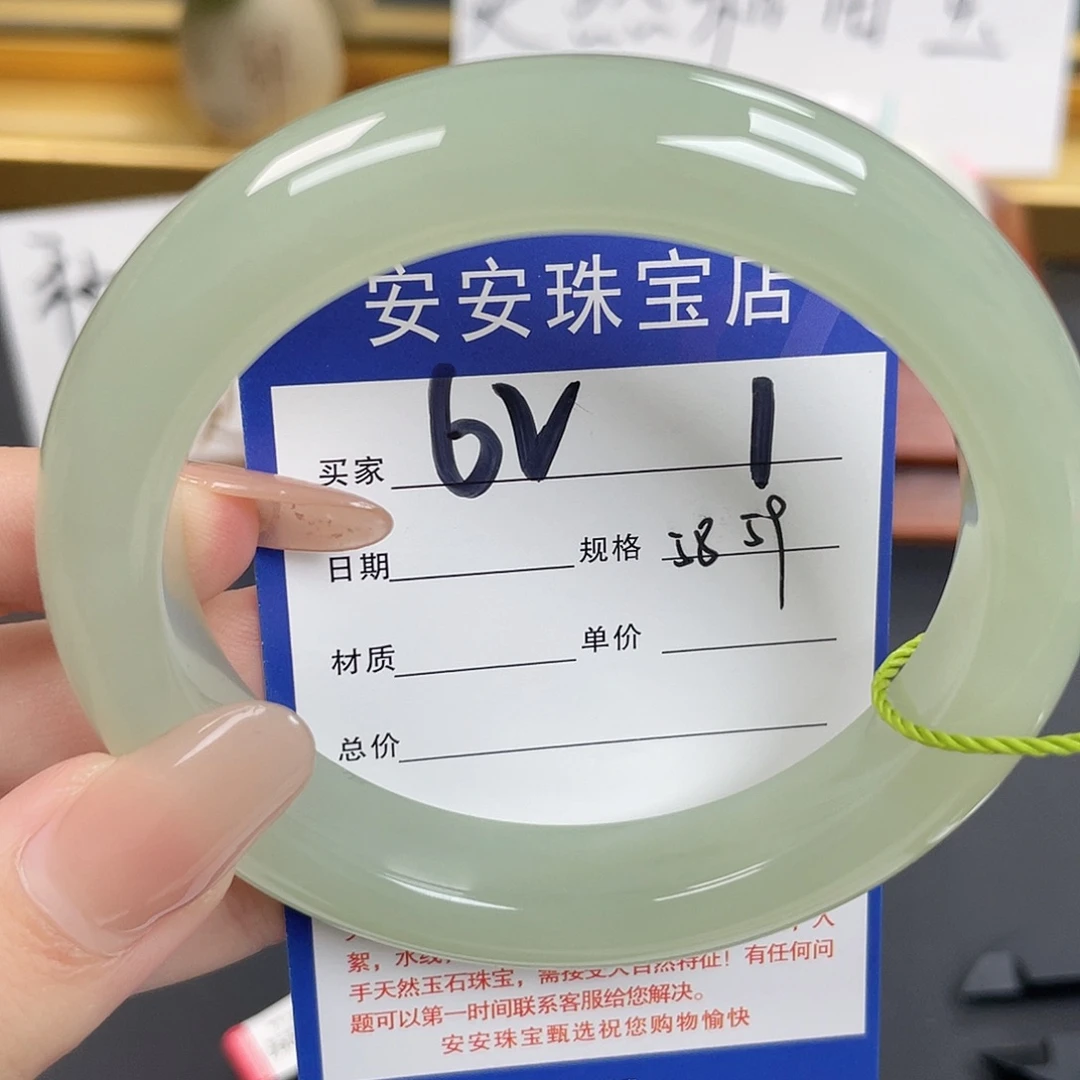 安安珠宝店
买家 6V 1
日期 规格 58 59
材质 单价
总价
絮，水线，
手天然玉石珠宝，需接受大自然特征！有任何问
题可以第一时间联系客服给您解决。
安安珠宝甄选祝您购物愉快